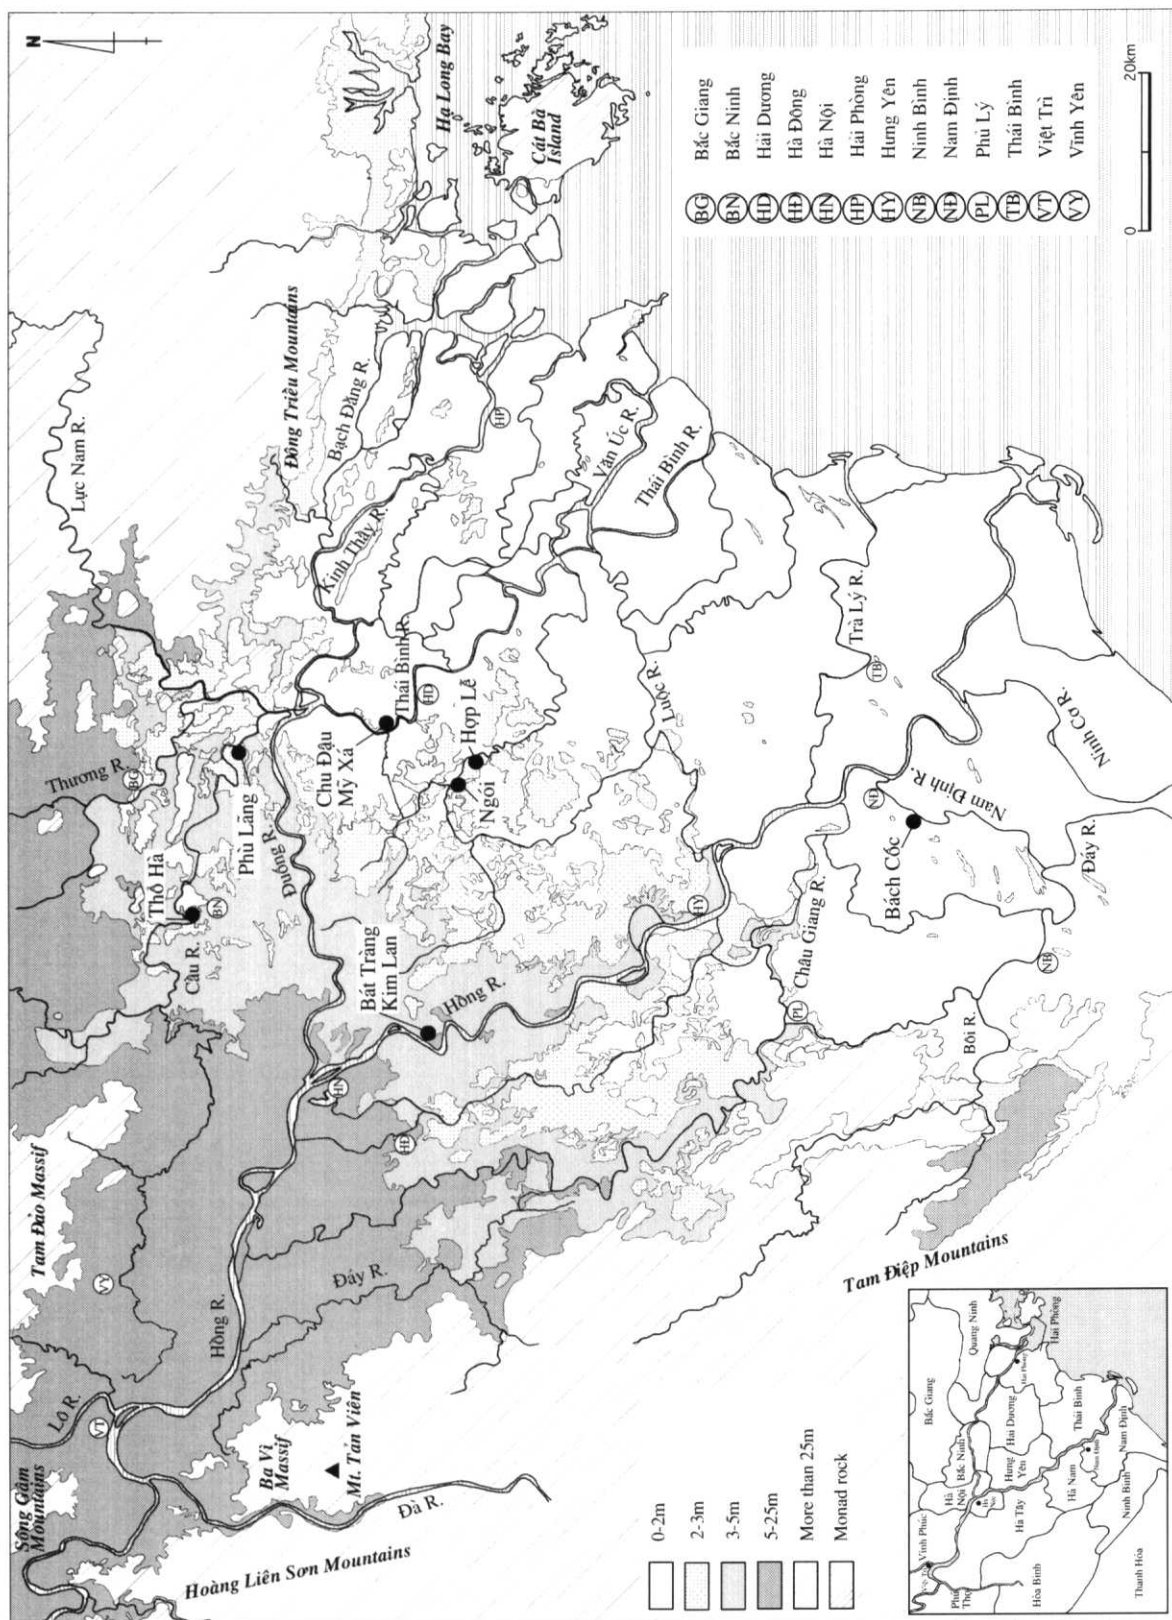 N
Sông Gâm
Mountains
Lô R.
VT
Tam Đảo Massif
VY
Hồng R.
Ba Vì
Massif
Mt. Tản Viên
Đà R.
Hoàng Liên Sơn Mountains
Đáy R.
Cầu R.
Thổ Hà
BN
Thương R.
BG
Phù Lãng
Đuống R.
Lục Nam R.
Đông Triều Mountains
Bạch Đằng R.
Kinh Thầy R.
Hạ Long Bay
Cát Bà
Island
HP
Văn Úc R.
Thái Bình R.
Chu Đậu
Mỹ Xá
Thái Bình R.
HD
Hợp Lễ
Ngói
Bát Tràng
Kim Lan
Hồng R.
HN
HĐ
HY
Luộc R.
Trà Lý R.
TB
Châu Giang R.
PL
NĐ
Nam Định R.
Bách Cốc
Ninh Cơ R.
Đáy R.
NB
Bôi R.
Tam Điệp Mountains
BG Bắc Giang
BN Bắc Ninh
HD Hải Dương
HĐ Hà Đông
HN Hà Nội
HP Hải Phòng
HY Hưng Yên
NB Ninh Bình
NĐ Nam Định
PL Phủ Lý
TB Thái Bình
VT Việt Trì
VY Vĩnh Yên
0 20km
0-2m
2-3m
3-5m
5-25m
More than 25m
Monad rock
Vĩnh Phúc
Phú
Thọ
Hà
Nội
Bắc Ninh
Bắc Giang
Quang Ninh
Hai Phòng
Hai Dương
Hưng
Yên
Hà Tây
Hòa Bình
Hà Nam
Thái Bình
Nam Định
Ninh Bình
Thanh Hóa